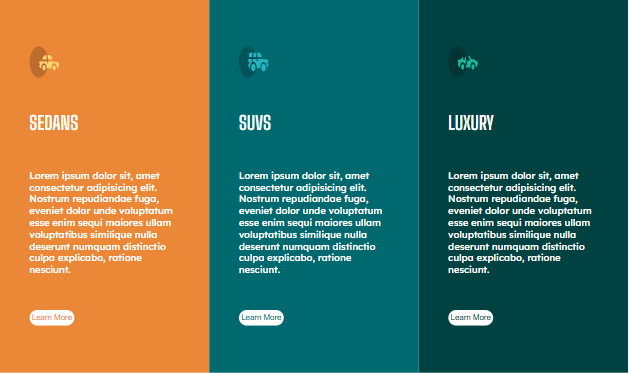 SEDANS
Lorem ipsum dolor sit, amet
consectetur adipisicing elit.
Nostrum repudiandae fuga,
eveniet dolor unde voluptatum
esse enim sequi maiores ullam
voluptatibus similique nulla
deserunt numquam distinctio
culpa explicabo, ratione
nesciunt.
Learn More
SUVS
Lorem ipsum dolor sit, amet
consectetur adipisicing elit.
Nostrum repudiandae fuga,
eveniet dolor unde voluptatum
esse enim sequi maiores ullam
voluptatibus similique nulla
deserunt numquam distinctio
culpa explicabo, ratione
nesciunt.
Learn More
LUXURY
Lorem ipsum dolor sit, amet
consectetur adipisicing elit.
Nostrum repudiandae fuga,
eveniet dolor unde voluptatum
esse enim sequi maiores ullam
voluptatibus similique nulla
deserunt numquam distinctio
culpa explicabo, ratione
nesciunt.
Learn More